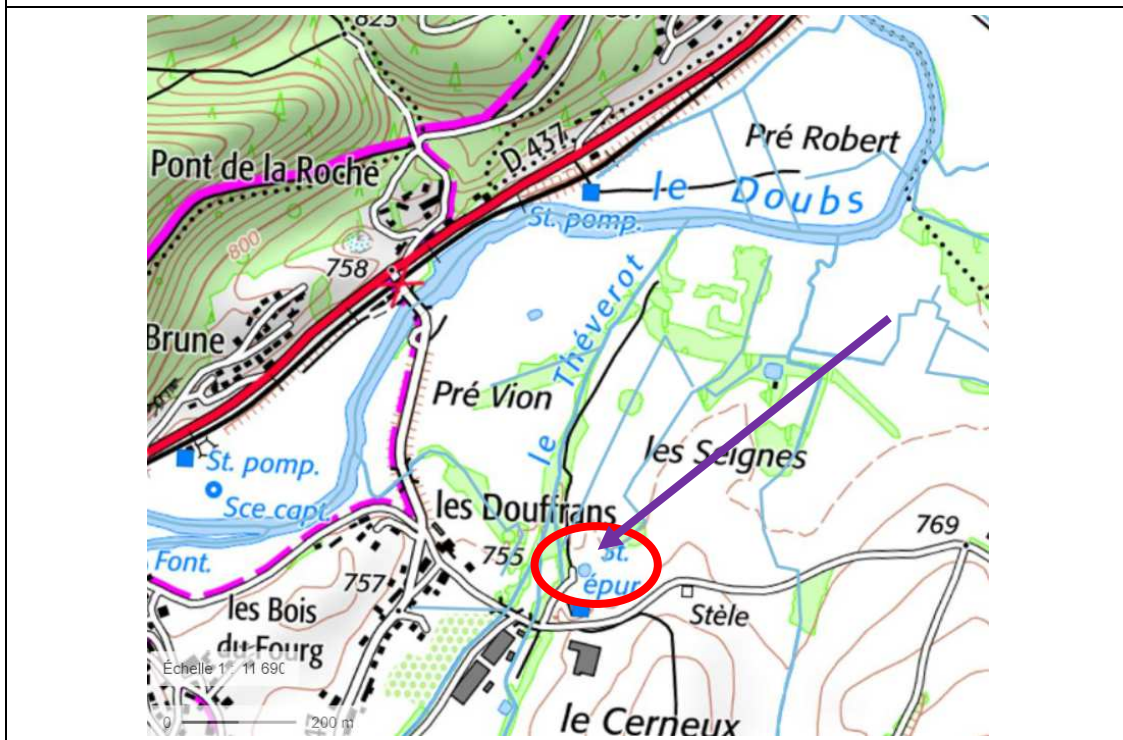 825
D 437
Pré Robert
Pont de la Roche
le Doubs
St. pomp.
800
758
Brune
le Théverot
Pré Vion
les Seignes
St. pomp.
Sce capt.
les Douffrans
769
755
St.
épur.
Font.
757
Stèle
les Bois
du Fourg
Échelle 1 : 11 690
0 200 m
le Cerneux